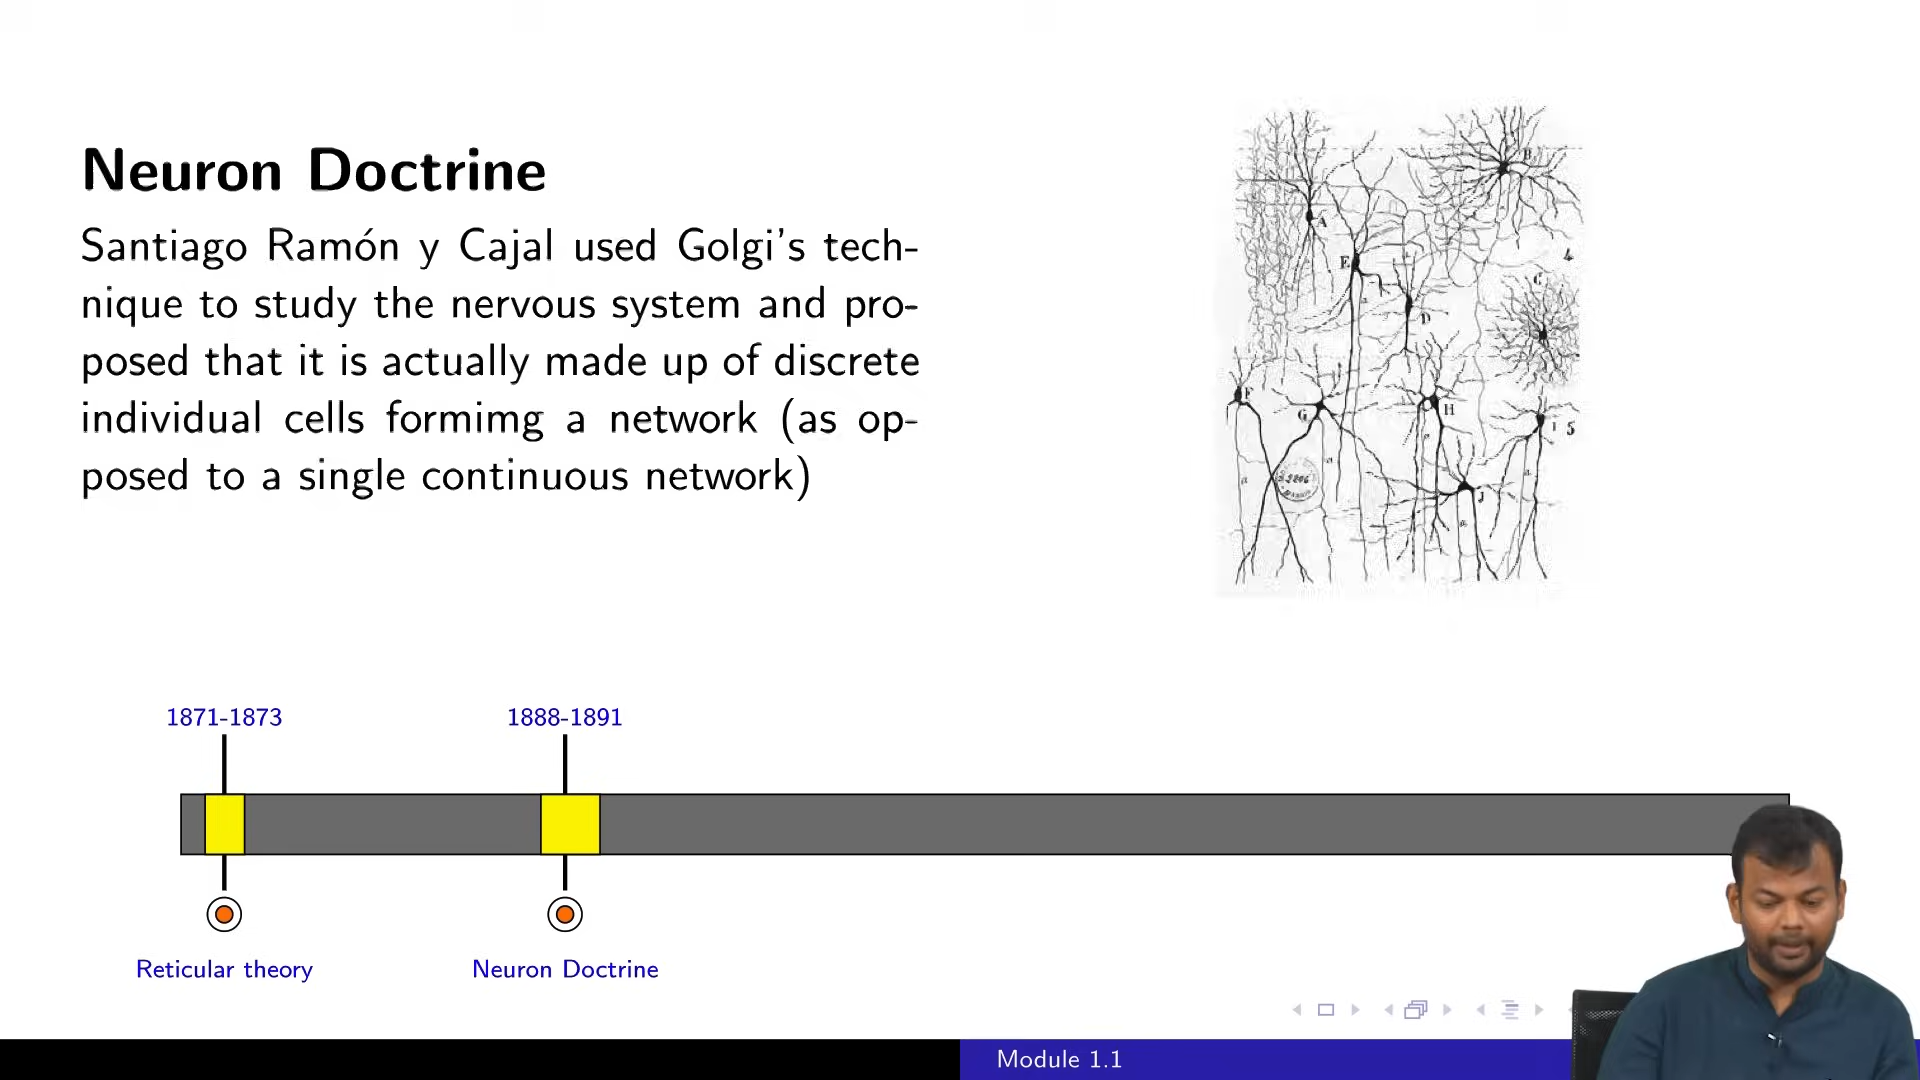 Neuron Doctrine
Santiago Ramón y Cajal used Golgi's tech-
nique to study the nervous system and pro-
posed that it is actually made up of discrete
individual cells formimg a network (as op-
posed to a single continuous network)
A
B
E
4
C
D
F
G
H
5
J
a
1871-1873
1888-1891
Reticular theory
Neuron Doctrine
Module 1.1